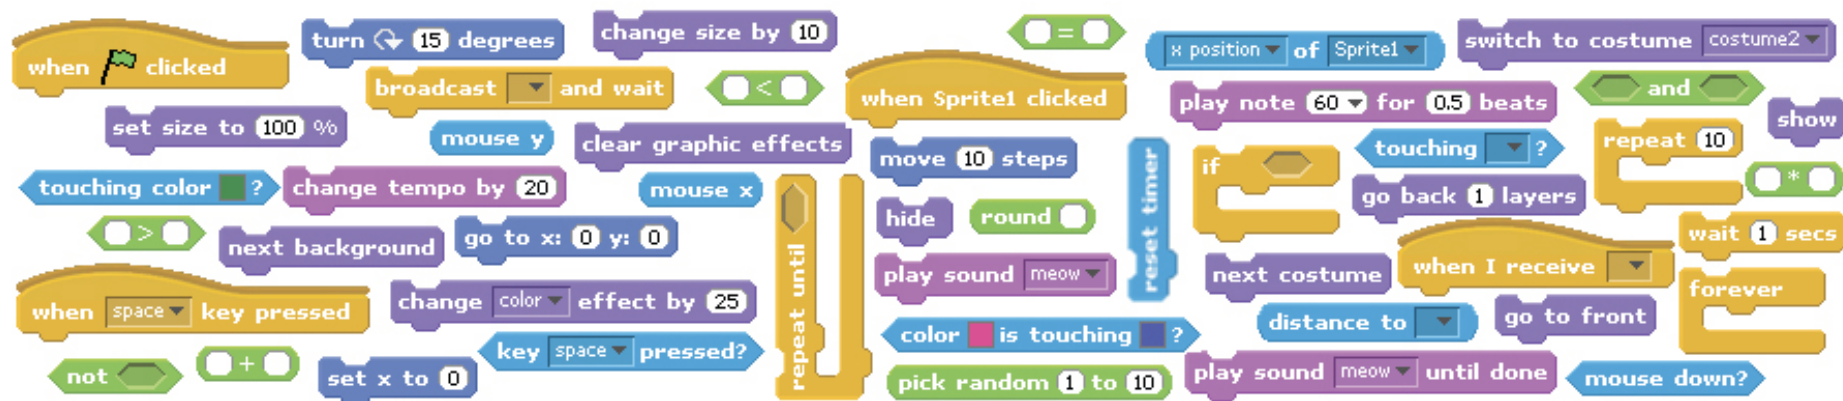 when clicked
turn 15 degrees
change size by 10
=
x position of Sprite1
switch to costume costume2
broadcast and wait
<
when Sprite1 clicked
play note 60 for 0.5 beats
and
show
set size to 100 %
mouse y
clear graphic effects
move 10 steps
reset timer
if
touching ?
repeat 10
touching color ?
change tempo by 20
mouse x
repeat until
hide
round
go back 1 layers
*
>
next background
go to x: 0 y: 0
play sound meow
next costume
when I receive
wait 1 secs
when space key pressed
change color effect by 25
color is touching ?
distance to
go to front
forever
not
+
set x to 0
key space pressed?
pick random 1 to 10
play sound meow until done
mouse down?